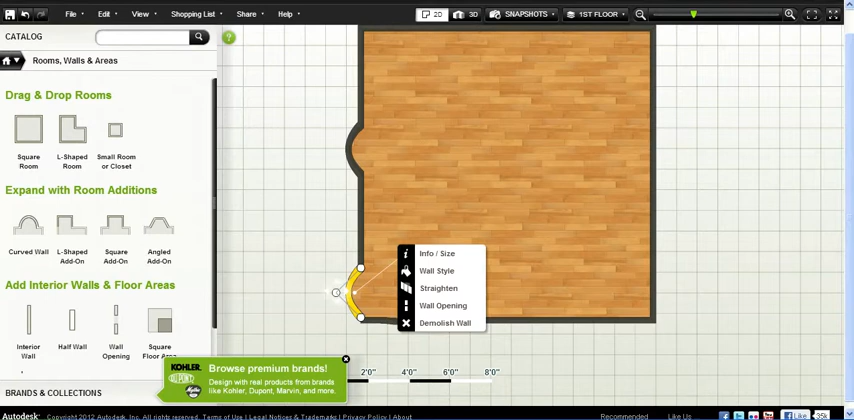 File Edit View Shopping List Share Help 2D 3D SNAPSHOTS 1ST FLOOR
CATALOG
Rooms, Walls & Areas
Drag & Drop Rooms
Square Room
L-Shaped Room
Small Room or Closet
Expand with Room Additions
Curved Wall
L-Shaped Add-On
Square Add-On
Angled Add-On
Add Interior Walls & Floor Areas
Interior Wall
Half Wall
Wall Opening
Square Floor Area
i Info / Size
Wall Style
Straighten
Wall Opening
Demolish Wall
KOHLER
DUPONT
Browse premium brands!
Design with real products from brands
like Kohler, Dupont, Marvin, and more.
2'0" 4'0" 6'0" 8'0"
BRANDS & COLLECTIONS
Autodesk Copyright 2012 Autodesk, Inc. All rights reserved. Terms of Use | Legal Notices & Trademarks | Privacy Policy | About
Recommended Like Us Like 35k